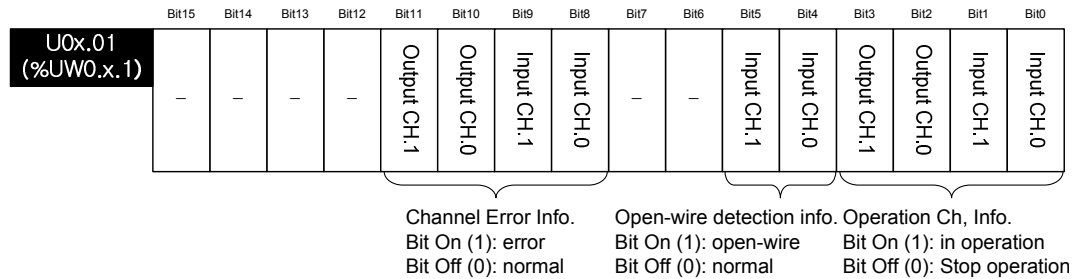 Bit15 Bit14 Bit13 Bit12 Bit11 Bit10 Bit9 Bit8 Bit7 Bit6 Bit5 Bit4 Bit3 Bit2 Bit1 Bit0
U0x.01
(%UW0.x.1)
– – – – Output CH.1 Output CH.0 Input CH.1 Input CH.0 – – Input CH.1 Input CH.0 Output CH.1 Output CH.0 Input CH.1 Input CH.0
Channel Error Info.
Bit On (1): error
Bit Off (0): normal
Open-wire detection info.
Bit On (1): open-wire
Bit Off (0): normal
Operation Ch, Info.
Bit On (1): in operation
Bit Off (0): Stop operation